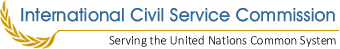 International Civil Service Commission
Serving the United Nations Common System